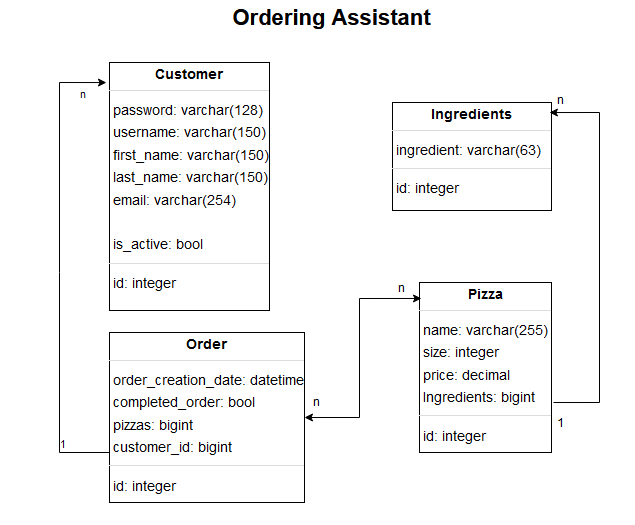 Ordering Assistant
Customer
password: varchar(128)
username: varchar(150)
first_name: varchar(150)
last_name: varchar(150)
email: varchar(254)
is_active: bool
id: integer
n
Ingredients
ingredient: varchar(63)
id: integer
n
Order
order_creation_date: datetime
completed_order: bool
pizzas: bigint
customer_id: bigint
id: integer
1
n
Pizza
name: varchar(255)
size: integer
price: decimal
Ingredients: bigint
id: integer
n
1